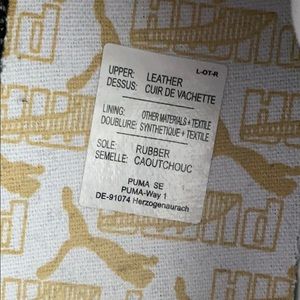 L-OT-R
UPPER: LEATHER
DESSUS: CUIR DE VACHETTE
LINING: OTHER MATERIALS + TEXTILE
DOUBLURE: SYNTHETIQUE + TEXTILE
SOLE: RUBBER
SEMELLE: CAOUTCHOUC
PUMA SE
PUMA-Way 1
DE-91074 Herzogenaurach